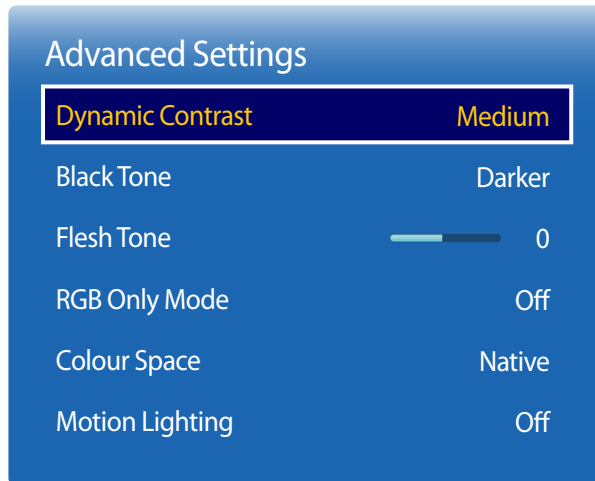 Advanced Settings
Dynamic Contrast Medium
Black Tone Darker
Flesh Tone 0
RGB Only Mode Off
Colour Space Native
Motion Lighting Off